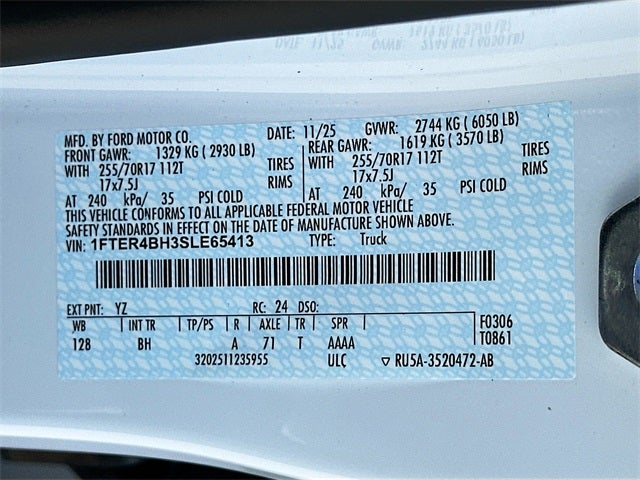 DATE: 11/25 GVWR: 2744 KG ( 6050 LB)
MFD. BY FORD MOTOR CO.
FRONT GAWR: 1329 KG ( 2930 LB) REAR GAWR: 1619 KG ( 3570 LB)
WITH 255/70R17 112T TIRES WITH 255/70R17 112T TIRES
17x7.5J RIMS 17x7.5J RIMS
AT 240 kPa/ 35 PSI COLD AT 240 kPa/ 35 PSI COLD
THIS VEHICLE CONFORMS TO ALL APPLICABLE FEDERAL MOTOR VEHICLE
SAFETY STANDARDS IN EFFECT ON THE DATE OF MANUFACTURE SHOWN ABOVE.
VIN: 1FTER4BH3SLE65413 TYPE: Truck
EXT PNT: YZ RC: 24 DSO:
WB INT TR TP/PS R AXLE TR SPR F0306
128 BH A 71 T AAAA T0861
3202511235955 ULC ▽ RU5A-3520472-AB